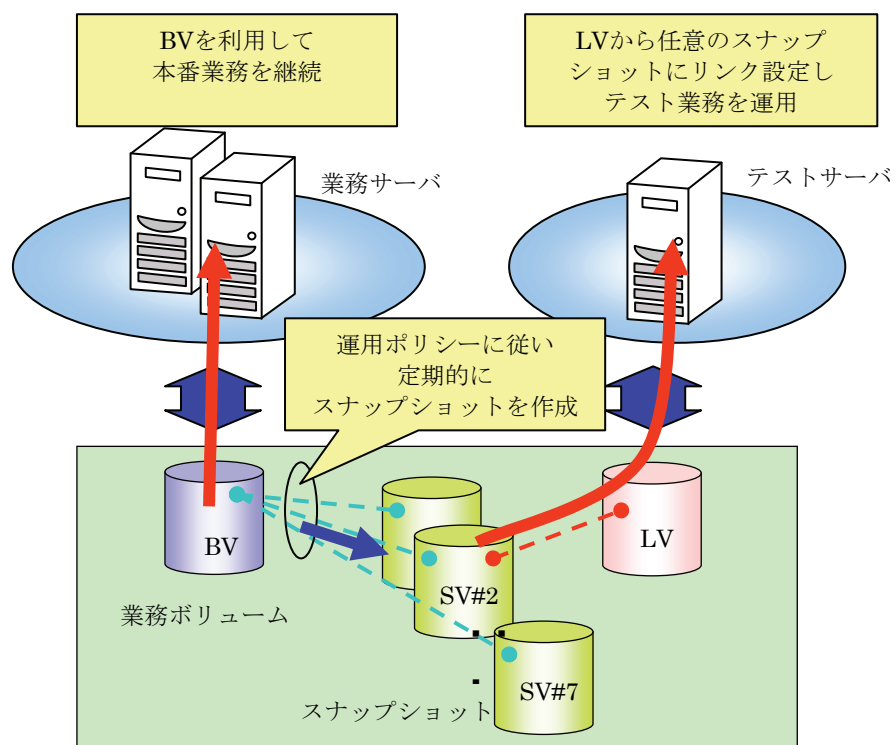 BVを利用して
本番業務を継続
LVから任意のスナップ
ショットにリンク設定し
テスト業務を運用
業務サーバ
テストサーバ
運用ポリシーに従い
定期的に
スナップショットを作成
BV
LV
SV#2
業務ボリューム
SV#7
スナップショット